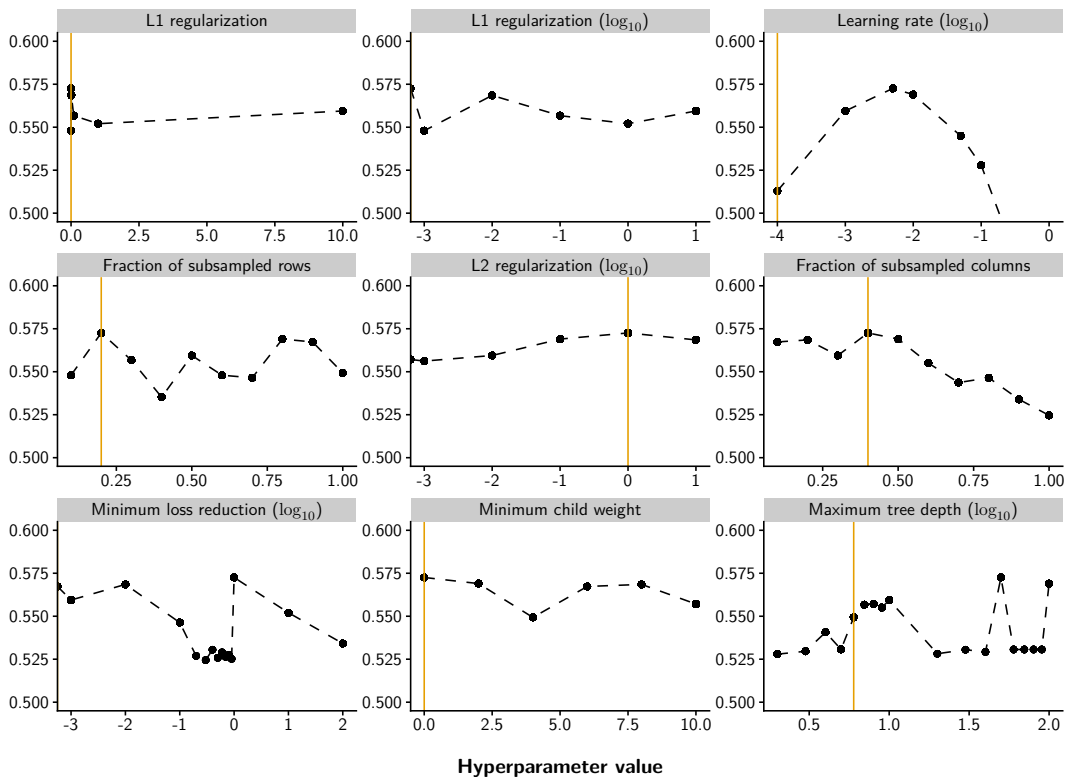 L1 regularization
L1 regularization (log10)
Learning rate (log10)
0.600
0.575
0.550
0.525
0.500
0.0 2.5 5.0 7.5 10.0
0.600
0.575
0.550
0.525
0.500
-3 -2 -1 0 1
0.600
0.575
0.550
0.525
0.500
-4 -3 -2 -1 0
Fraction of subsampled rows
L2 regularization (log10)
Fraction of subsampled columns
0.600
0.575
0.550
0.525
0.500
0.25 0.50 0.75 1.00
0.600
0.575
0.550
0.525
0.500
-3 -2 -1 0 1
0.600
0.575
0.550
0.525
0.500
0.25 0.50 0.75 1.00
Minimum loss reduction (log10)
Minimum child weight
Maximum tree depth (log10)
0.600
0.575
0.550
0.525
0.500
-3 -2 -1 0 1 2
0.600
0.575
0.550
0.525
0.500
0.0 2.5 5.0 7.5 10.0
0.600
0.575
0.550
0.525
0.500
0.5 1.0 1.5 2.0
Hyperparameter value